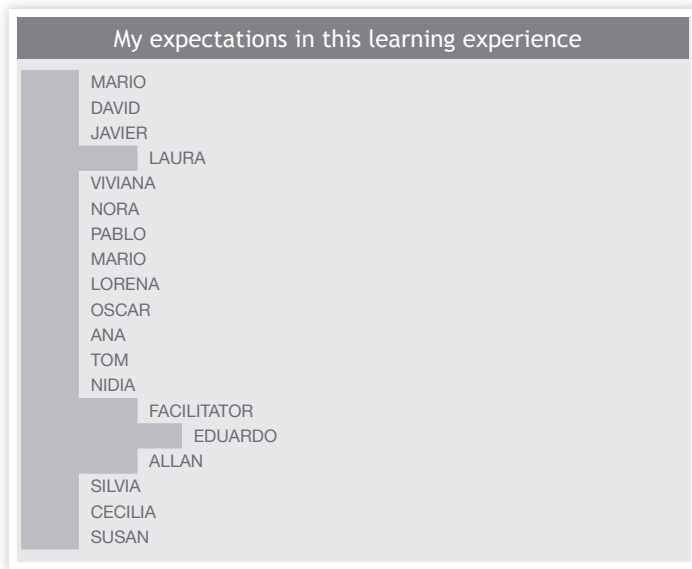 My expectations in this learning experience
MARIO
DAVID
JAVIER
LAURA
VIVIANA
NORA
PABLO
MARIO
LORENA
OSCAR
ANA
TOM
NIDIA
FACILITATOR
EDUARDO
ALLAN
SILVIA
CECILIA
SUSAN